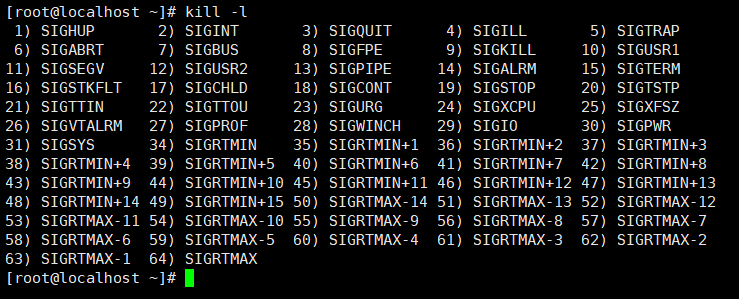 [root@localhost ~]# kill -l
 1) SIGHUP       2) SIGINT       3) SIGQUIT      4) SIGILL       5) SIGTRAP
 6) SIGABRT      7) SIGBUS       8) SIGFPE       9) SIGKILL     10) SIGUSR1
11) SIGSEGV     12) SIGUSR2     13) SIGPIPE     14) SIGALRM     15) SIGTERM
16) SIGSTKFLT   17) SIGCHLD     18) SIGCONT     19) SIGSTOP     20) SIGTSTP
21) SIGTTIN     22) SIGTTOU     23) SIGURG      24) SIGXCPU     25) SIGXFSZ
26) SIGVTALRM   27) SIGPROF     28) SIGWINCH    29) SIGIO       30) SIGPWR
31) SIGSYS      34) SIGRTMIN    35) SIGRTMIN+1  36) SIGRTMIN+2  37) SIGRTMIN+3
38) SIGRTMIN+4  39) SIGRTMIN+5  40) SIGRTMIN+6  41) SIGRTMIN+7  42) SIGRTMIN+8
43) SIGRTMIN+9  44) SIGRTMIN+10 45) SIGRTMIN+11 46) SIGRTMIN+12 47) SIGRTMIN+13
48) SIGRTMIN+14 49) SIGRTMIN+15 50) SIGRTMAX-14 51) SIGRTMAX-13 52) SIGRTMAX-12
53) SIGRTMAX-11 54) SIGRTMAX-10 55) SIGRTMAX-9  56) SIGRTMAX-8  57) SIGRTMAX-7
58) SIGRTMAX-6  59) SIGRTMAX-5  60) SIGRTMAX-4  61) SIGRTMAX-3  62) SIGRTMAX-2
63) SIGRTMAX-1  64) SIGRTMAX
[root@localhost ~]#